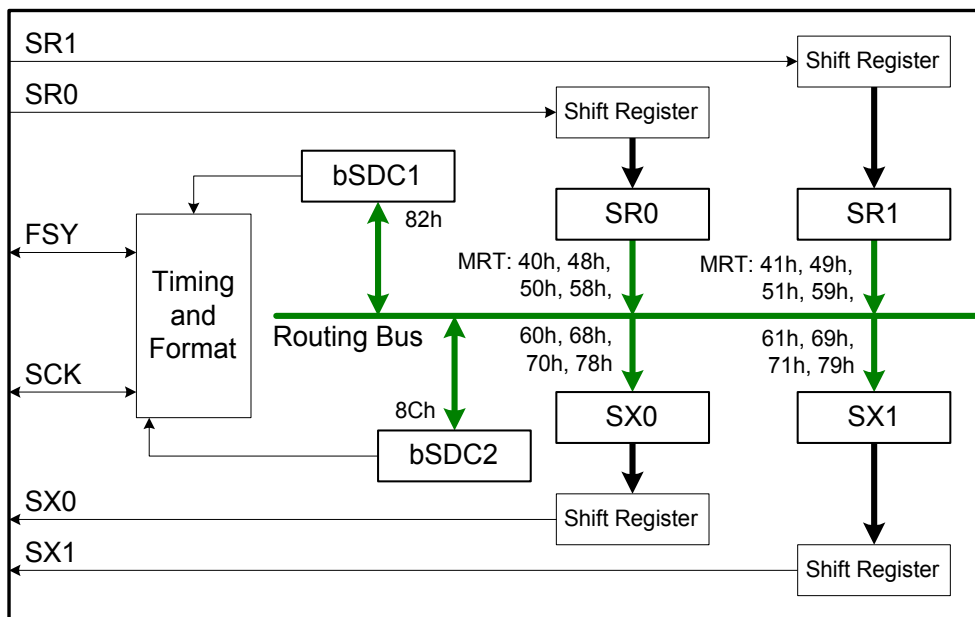 SR1
Shift Register
SR0
Shift Register
bSDC1
82h
SR0
SR1
FSY
Timing
and
Format
MRT: 40h, 48h,
50h, 58h,
MRT: 41h, 49h,
51h, 59h,
Routing Bus
60h, 68h,
70h, 78h
61h, 69h,
71h, 79h
SCK
8Ch
SX0
SX1
bSDC2
SX0
Shift Register
SX1
Shift Register